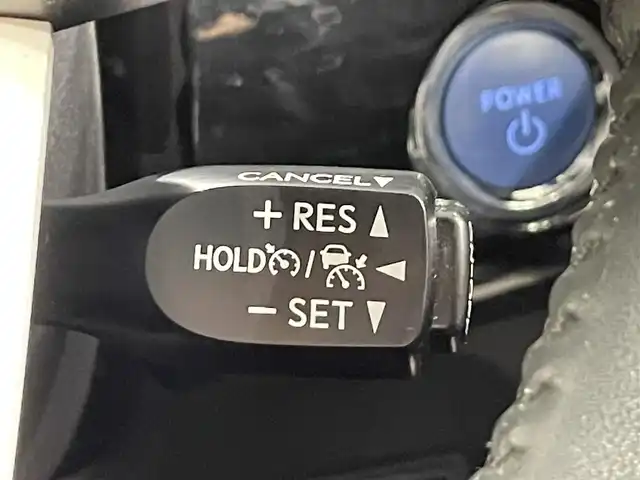 POWER
CANCEL▼
+ RES ▲
HOLD / ◀
− SET ▼